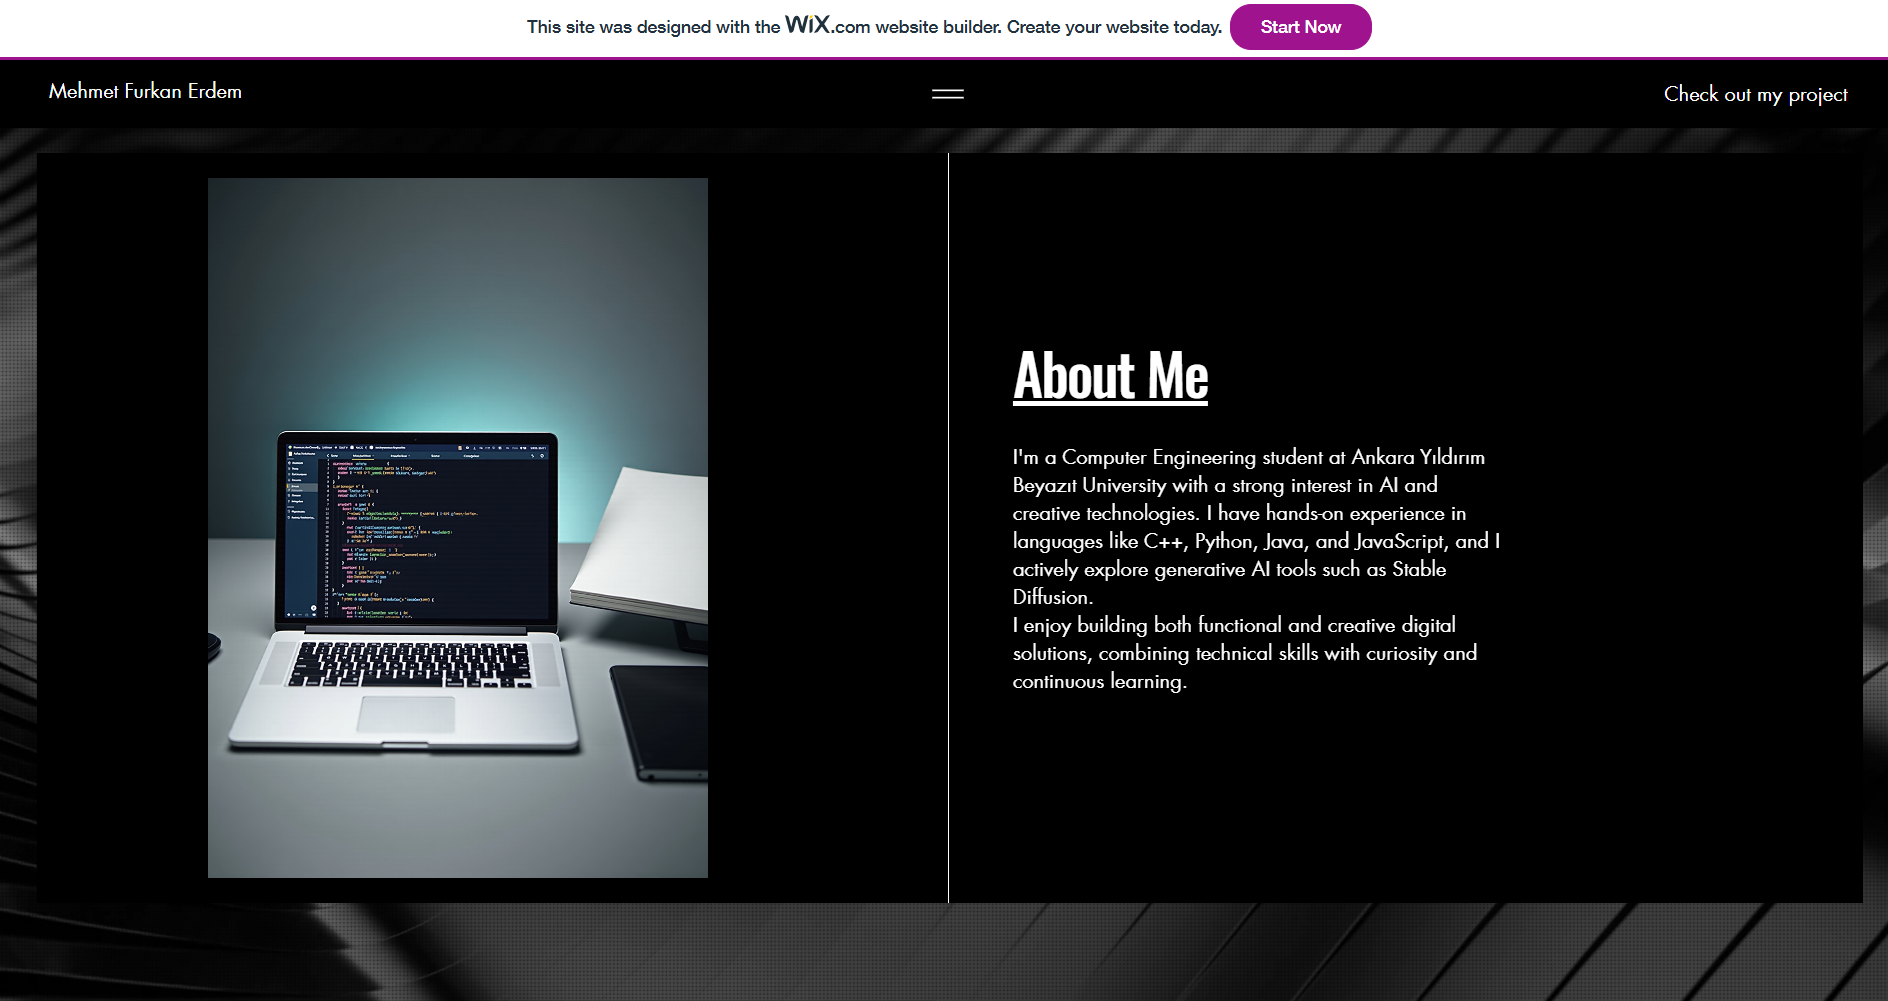 This site was designed with the WiX.com website builder. Create your website today. Start Now
Mehmet Furkan Erdem
Check out my project
About Me
I'm a Computer Engineering student at Ankara Yıldırım
Beyazıt University with a strong interest in AI and
creative technologies. I have hands-on experience in
languages like C++, Python, Java, and JavaScript, and I
actively explore generative AI tools such as Stable
Diffusion.
I enjoy building both functional and creative digital
solutions, combining technical skills with curiosity and
continuous learning.